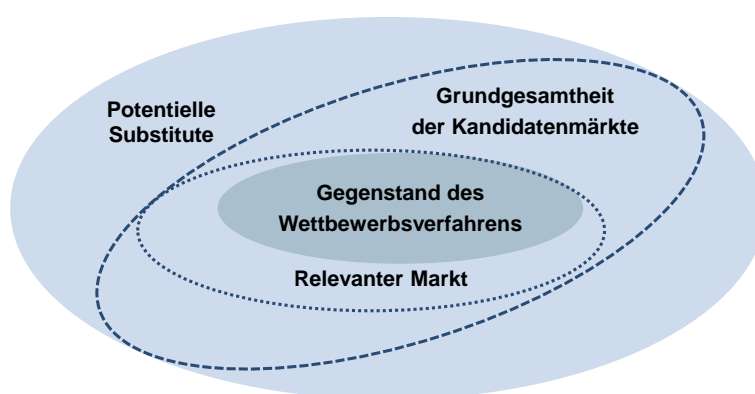 Potentielle
Substitute
Grundgesamtheit
der Kandidatenmärkte
Gegenstand des
Wettbewerbsverfahrens
Relevanter Markt